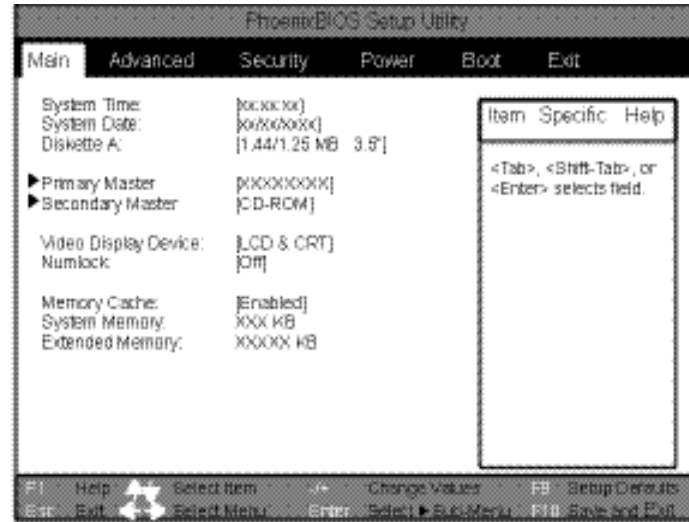 PhoenixBIOS Setup Utility
Main Advanced Security Power Boot Exit
System Time: [xx:xx:xx]
System Date: [xx/xx/xxxx]
Diskette A: [1.44/1.25 MB 3.5"]
▶Primary Master [XXXXXXXX]
▶Secondary Master [CD-ROM]
Video Display Device: [LCD & CRT]
Numlock: [Off]
Memory Cache: [Enabled]
System Memory: XXX KB
Extended Memory: XXXXX KB
Item Specific Help
<Tab>, <Shift-Tab>, or
<Enter> selects field.
F1 Help Select Item -/+ Change Values F9 Setup Defaults
Esc Exit Select Menu Enter Select ▶ Sub-Menu F10 Save and Exit